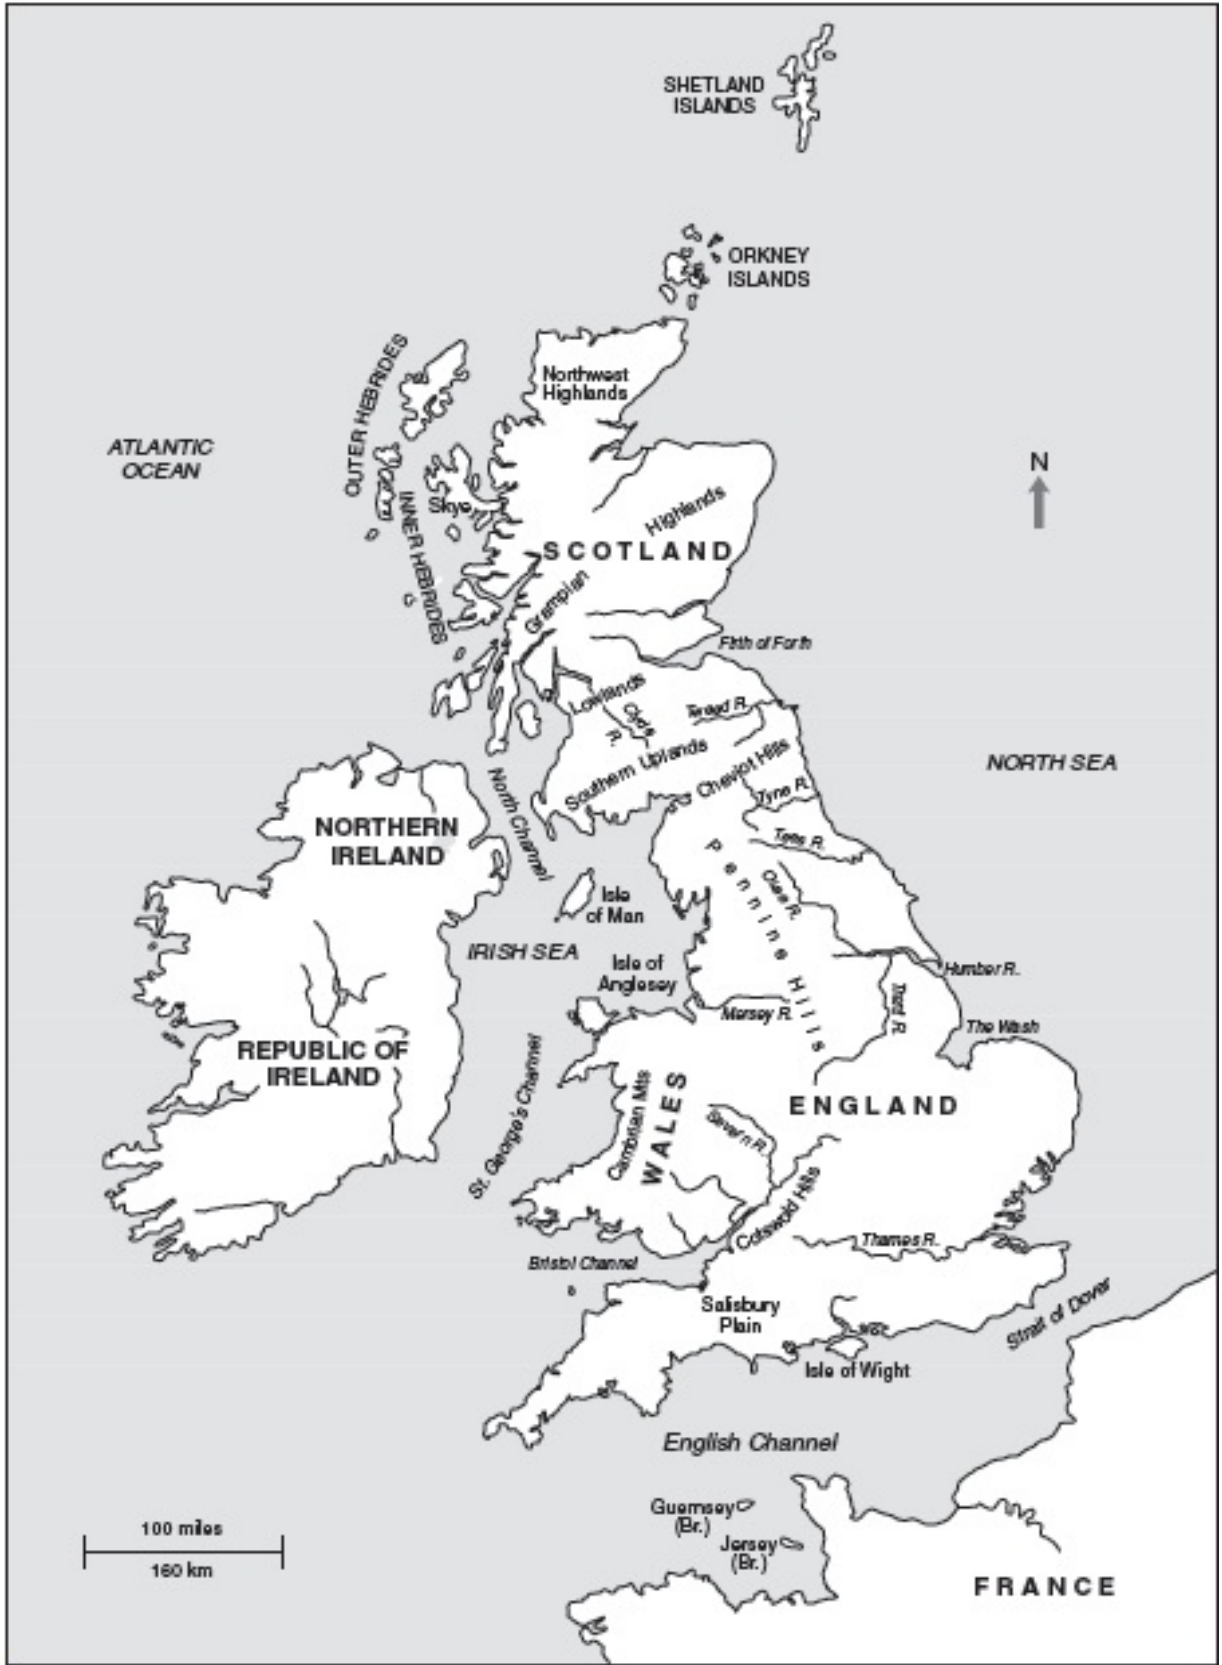 SHETLAND
ISLANDS
ORKNEY
ISLANDS
OUTER HEBRIDES
Northwest
Highlands
ATLANTIC
OCEAN
N
INNER HEBRIDES
Skye
Highlands
SCOTLAND
Grampian
Firth of Forth
Lowlands
Clyde
R.
R.
Southern Uplands
Cheviot Hills
NORTH SEA
North Channel
Tyne R.
NORTHERN
IRELAND
Tees R.
Pennine Hills
R.
Isle
of Man
IRISH SEA
Isle of
Anglesey
Humber R.
Mersey R.
Trent R.
The Wash
REPUBLIC OF
IRELAND
St. George's Channel
Cambrian Mts
WALES
ENGLAND
Severn R.
Cotswold Hills
Thames R.
Bristol Channel
Salisbury
Plain
Strait of Dover
Isle of Wight
English Channel
Guernsey
(Br.)
Jersey
(Br.)
100 miles
160 km
FRANCE